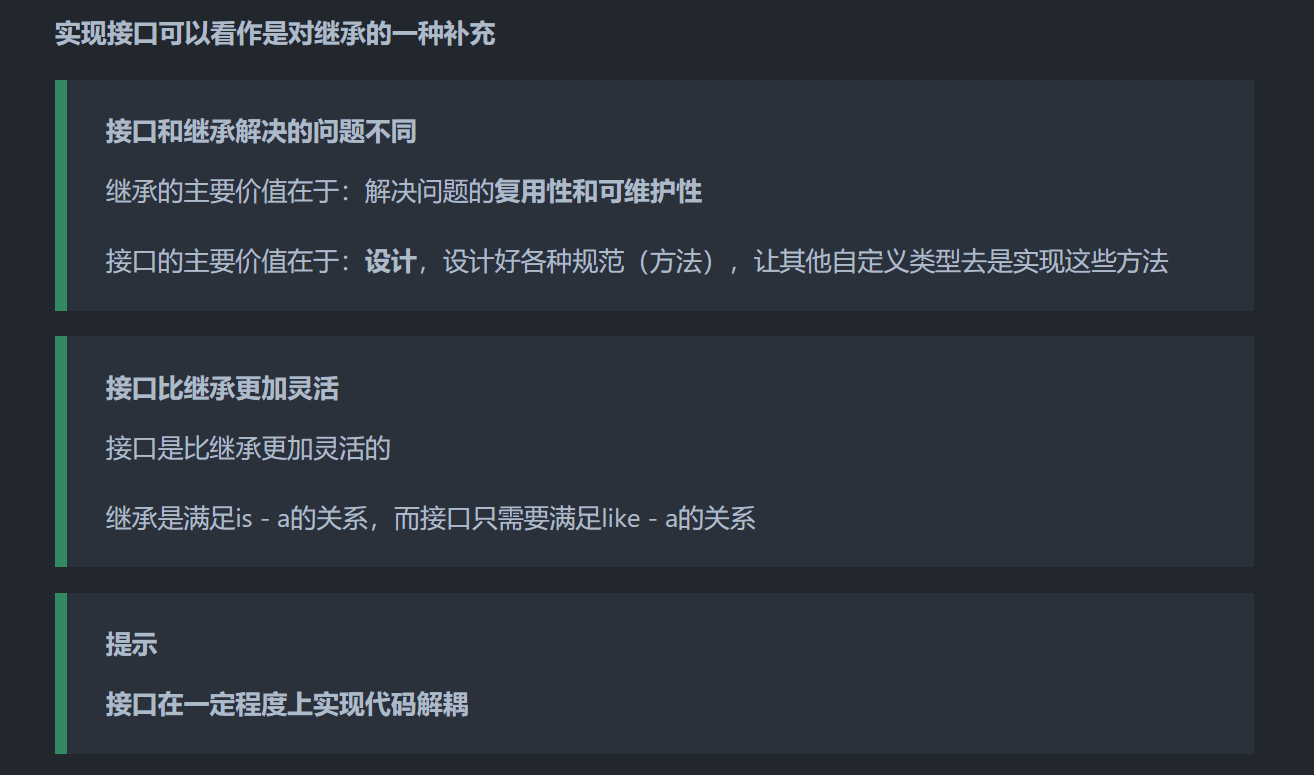 实现接口可以看作是对继承的一种补充
接口和继承解决的问题不同
继承的主要价值在于：解决问题的复用性和可维护性
接口的主要价值在于：设计，设计好各种规范（方法），让其他自定义类型去是实现这些方法
接口比继承更加灵活
接口是比继承更加灵活的
继承是满足is - a的关系，而接口只需要满足like - a的关系
提示
接口在一定程度上实现代码解耦